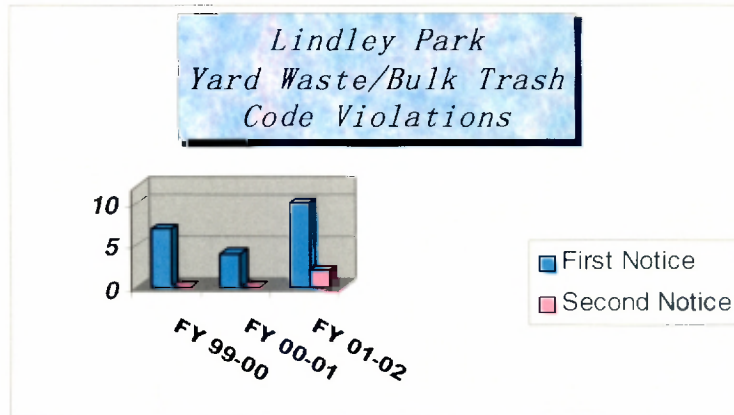 Lindley Park
Yard Waste/Bulk Trash
Code Violations
10
5
0
FY 99-00
FY 00-01
FY 01-02
First Notice
Second Notice